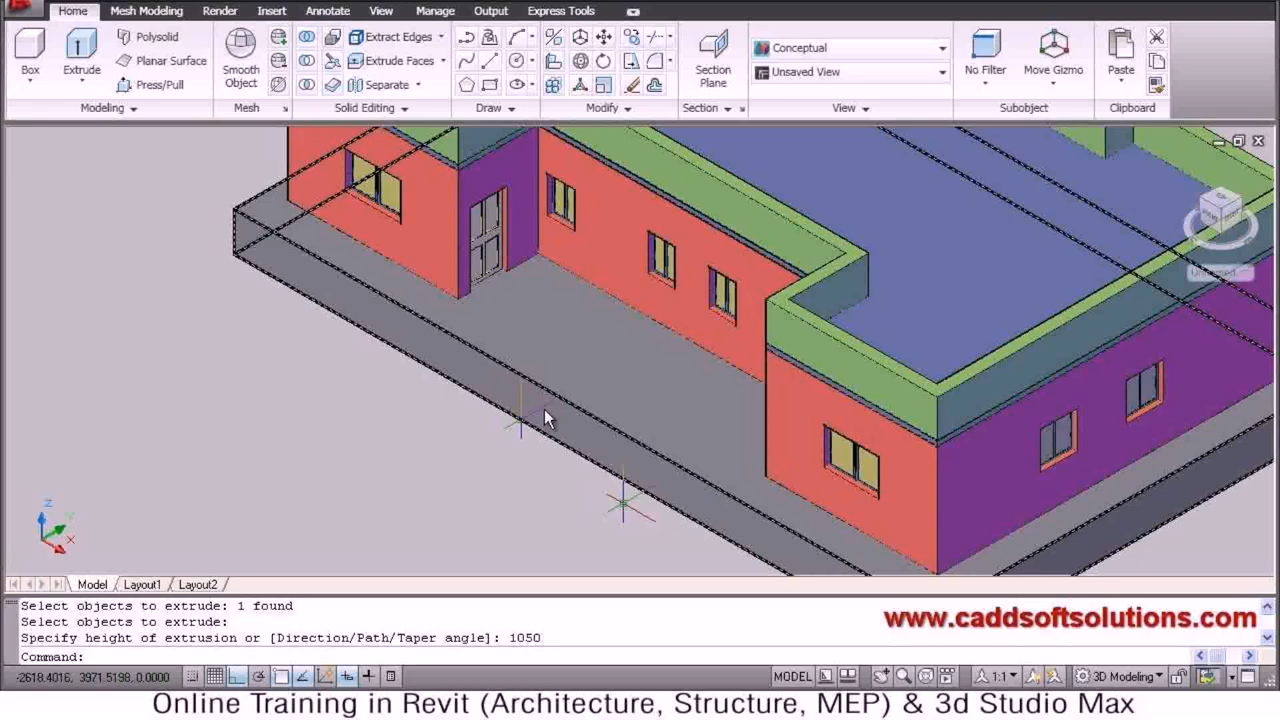 Home Mesh Modeling Render Insert Annotate View Manage Output Express Tools
Box
Extrude
Polysolid
Planar Surface
Press/Pull
Smooth
Object
Extract Edges
Extrude Faces
Separate
Section
Plane
Conceptual
Unsaved View
No Filter
Move Gizmo
Paste
Modeling Mesh Solid Editing Draw Modify Section View Subobject Clipboard
Z
X
Model Layout1 Layout2
Select objects to extrude: 1 found
Select objects to extrude:
Specify height of extrusion or [Direction/Path/Taper angle]: 1050
Command:
www.caddsoftsolutions.com
-2618.4016, 3971.5198, 0.0000 MODEL 1:1 3D Modeling
Online Training in Revit (Architecture, Structure, MEP) & 3d Studio Max